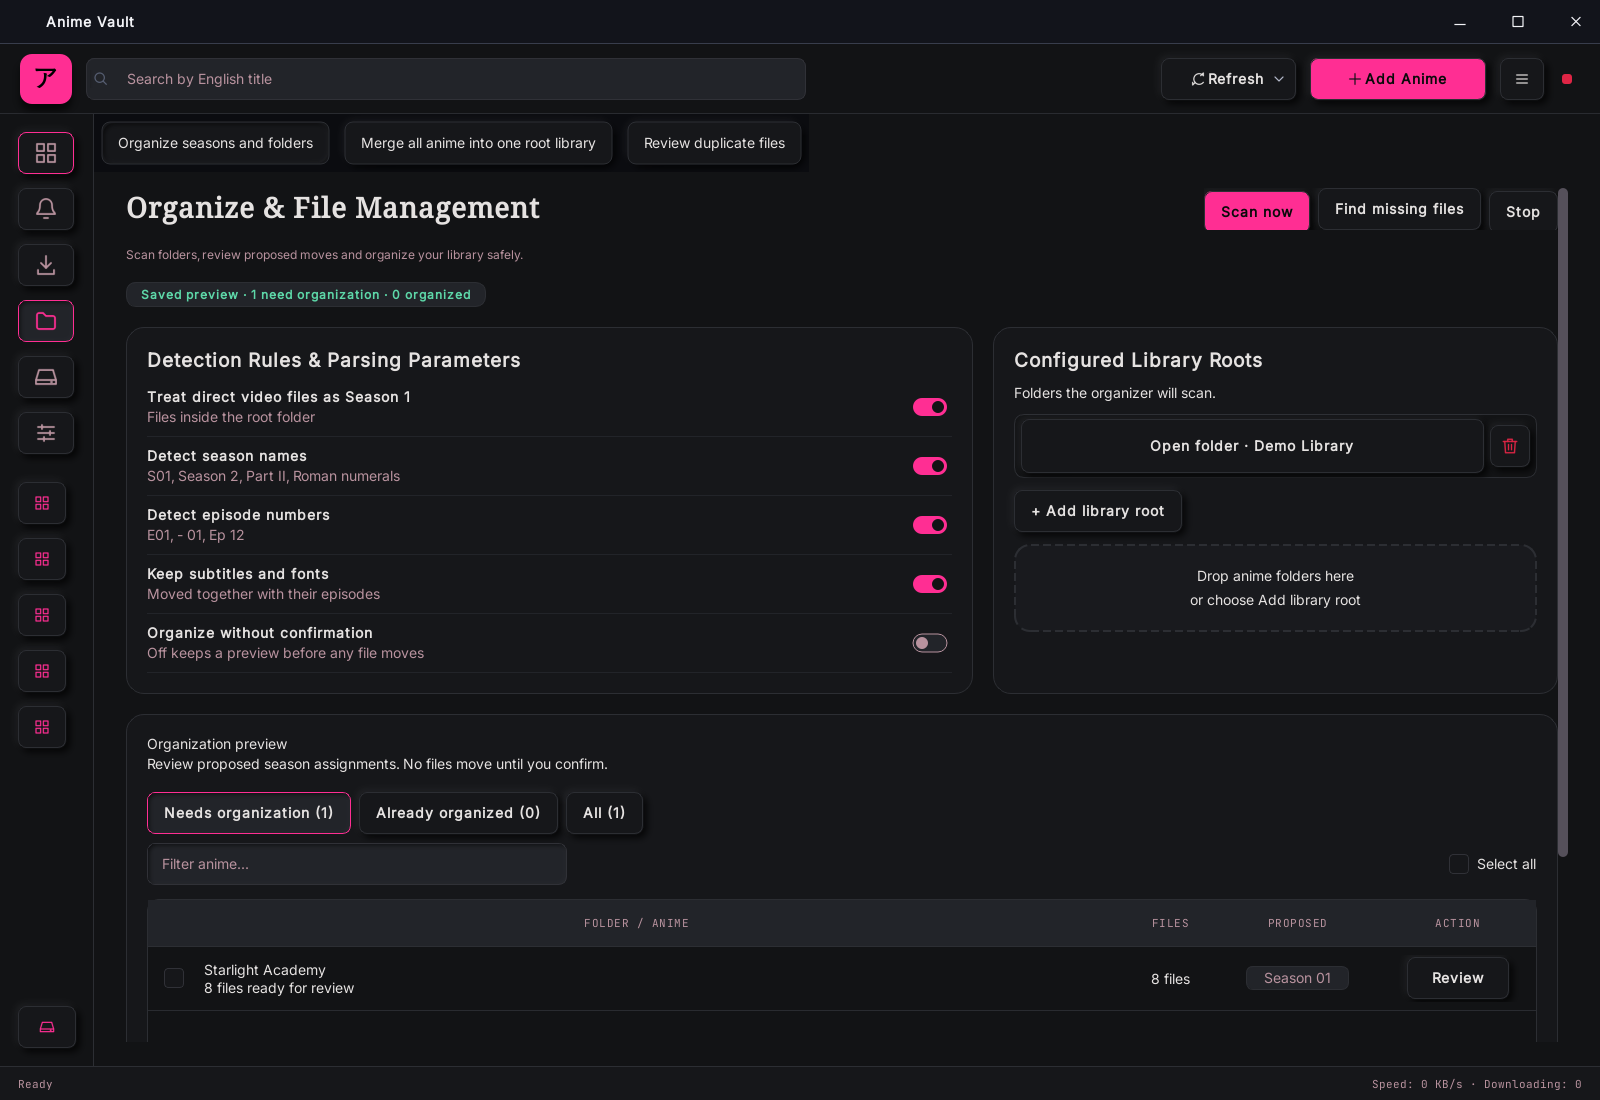 Anime Vault
ア
Search by English title
Refresh
Add Anime
Organize seasons and folders
Merge all anime into one root library
Review duplicate files
Organize & File Management
Scan now
Find missing files
Stop
Scan folders, review proposed moves and organize your library safely.
Saved preview · 1 need organization · 0 organized
Detection Rules & Parsing Parameters
Treat direct video files as Season 1
Files inside the root folder
Detect season names
S01, Season 2, Part II, Roman numerals
Detect episode numbers
E01, - 01, Ep 12
Keep subtitles and fonts
Moved together with their episodes
Organize without confirmation
Off keeps a preview before any file moves
Configured Library Roots
Folders the organizer will scan.
Open folder · Demo Library
+ Add library root
Drop anime folders here
or choose Add library root
Organization preview
Review proposed season assignments. No files move until you confirm.
Needs organization (1)
Already organized (0)
All (1)
Filter anime...
Select all
FOLDER / ANIME
FILES
PROPOSED
ACTION
Starlight Academy
8 files ready for review
8 files
Season 01
Review
Ready
Speed: 0 KB/s · Downloading: 0